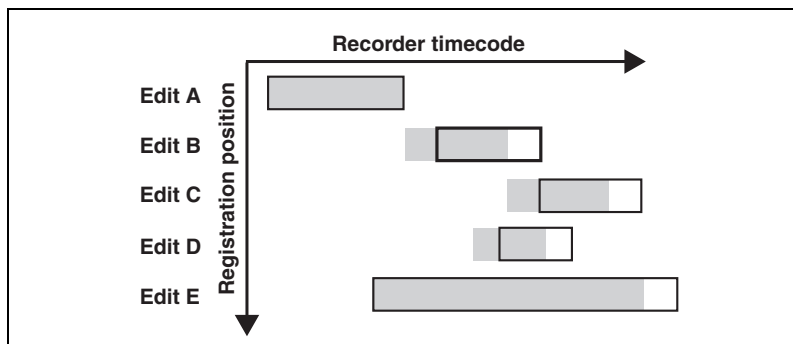 Recorder timecode
Registration position
Edit A
Edit B
Edit C
Edit D
Edit E